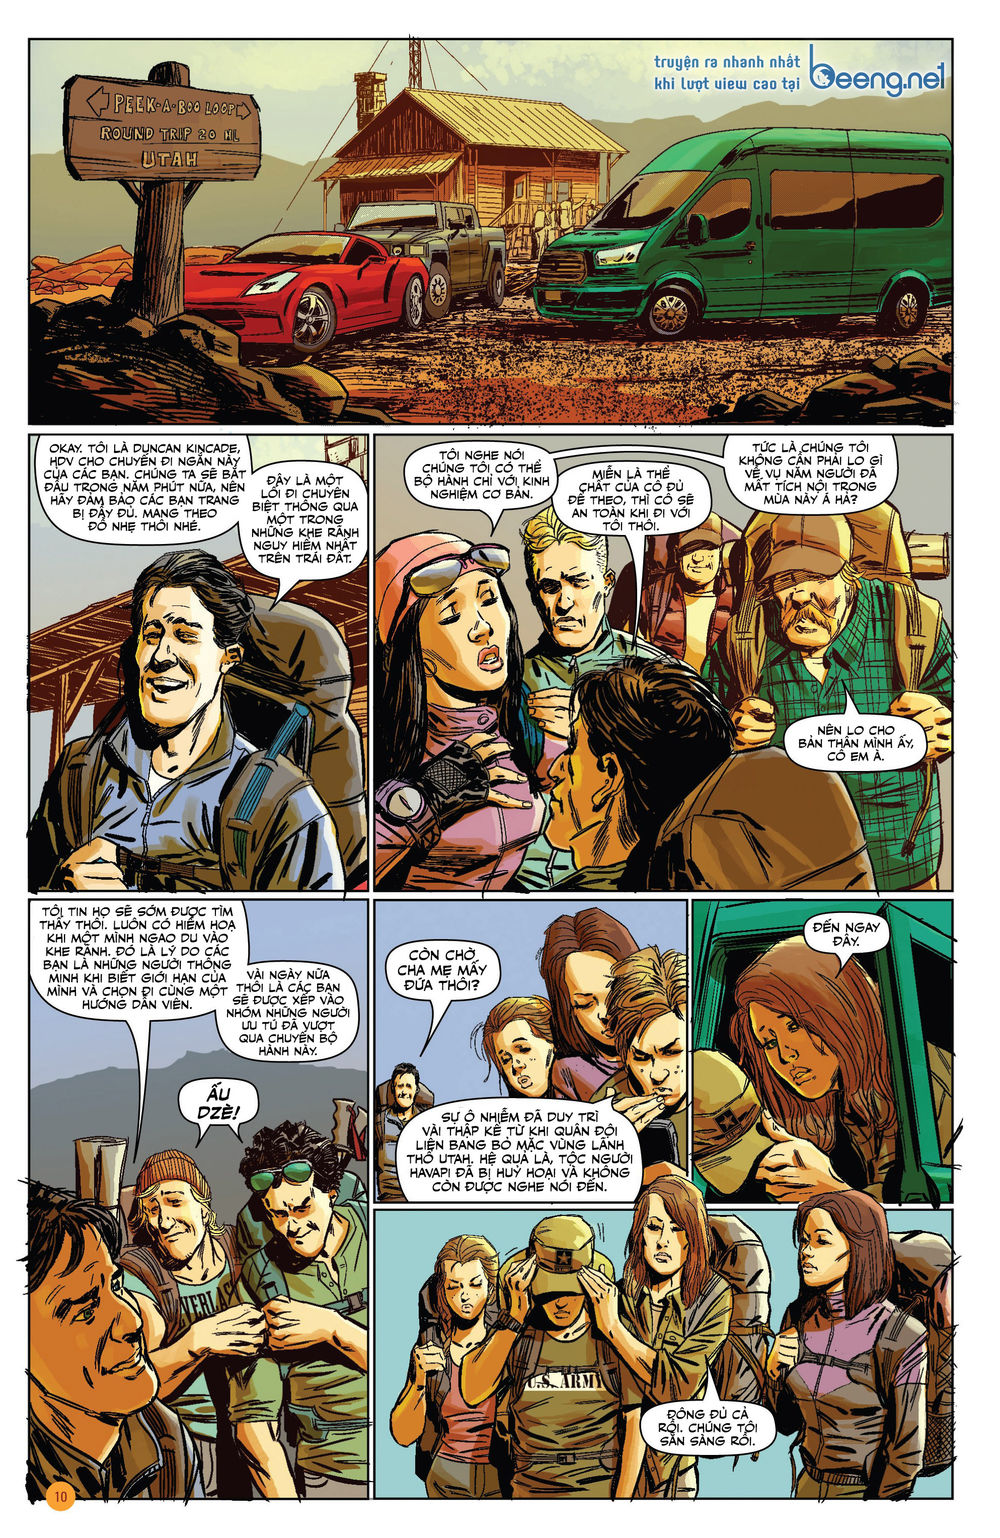 truyện ra nhanh nhất
khi lượt view cao tại
beeng.net
PEEK-A-BOO LOOP
ROUND TRIP 20 MI.
UTAH
OKAY. TÔI LÀ DUNCAN KINCADE,
HDV CHO CHUYẾN ĐI NGẮN NÀY
CỦA CÁC BẠN. CHÚNG TA SẼ BẮT
ĐẦU TRONG NĂM PHÚT NỮA, NÊN
HÃY ĐẢM BẢO CÁC BẠN TRANG
BỊ ĐẦY ĐỦ. MANG THEO
ĐỒ NHẸ THÔI NHÉ.
ĐÂY LÀ MỘT
LỐI ĐI CHUYÊN
BIỆT THÔNG QUA
MỘT TRONG
NHỮNG KHE RÃNH
NGUY HIỂM NHẤT
TRÊN TRÁI ĐẤT.
TÔI NGHE NÓI
CHÚNG TÔI CÓ THỂ
BỘ HÀNH CHỈ VỚI KINH
NGHIỆM CƠ BẢN.
MIỄN LÀ THỂ
CHẤT CỦA CÔ ĐỦ
ĐỂ THEO, THÌ CÔ SẼ
AN TOÀN KHI ĐI VỚI
TÔI THÔI.
TỨC LÀ CHÚNG TÔI
KHÔNG CẦN PHẢI LO GÌ
VỀ VỤ NĂM NGƯỜI ĐÃ
MẤT TÍCH NỘI TRONG
MÙA NÀY Á HẢ?
NÊN LO CHO
BẢN THÂN MÌNH ẤY,
CÔ EM À.
TÔI TIN HỌ SẼ SỚM ĐƯỢC TÌM
THẤY THÔI. LUÔN CÓ HIỂM HOẠ
KHI MỘT MÌNH NGAO DU VÀO
KHE RÃNH. ĐÓ LÀ LÝ DO CÁC
BẠN LÀ NHỮNG NGƯỜI THÔNG
MINH KHI BIẾT GIỚI HẠN CỦA
MÌNH VÀ CHỌN ĐI CÙNG MỘT
HƯỚNG DẪN VIÊN.
VÀI NGÀY NỮA
THÔI LÀ CÁC BẠN
SẼ ĐƯỢC XẾP VÀO
NHÓM NHỮNG NGƯỜI
ƯU TÚ ĐÃ VƯỢT
QUA CHUYẾN BỘ
HÀNH NÀY.
ẤU
DZÈ!
EVERLAS
CÒN CHỜ
CHA MẸ MẤY
ĐỨA THÔI?
SỰ Ô NHIỄM ĐÃ DUY TRÌ
VÀI THẬP KỶ TỪ KHI QUÂN ĐỘI
LIÊN BANG BỎ MẶC VÙNG LÃNH
THỔ UTAH. HỆ QUẢ LÀ, TỘC NGƯỜI
HAVAPI ĐÃ BỊ HUỶ HOẠI VÀ KHÔNG
CÒN ĐƯỢC NGHE NÓI ĐẾN.
ĐẾN NGAY
ĐÂY.
U.S. ARMY
ĐÔNG ĐỦ CẢ
RỒI. CHÚNG TÔI
SẴN SÀNG RỒI.
10